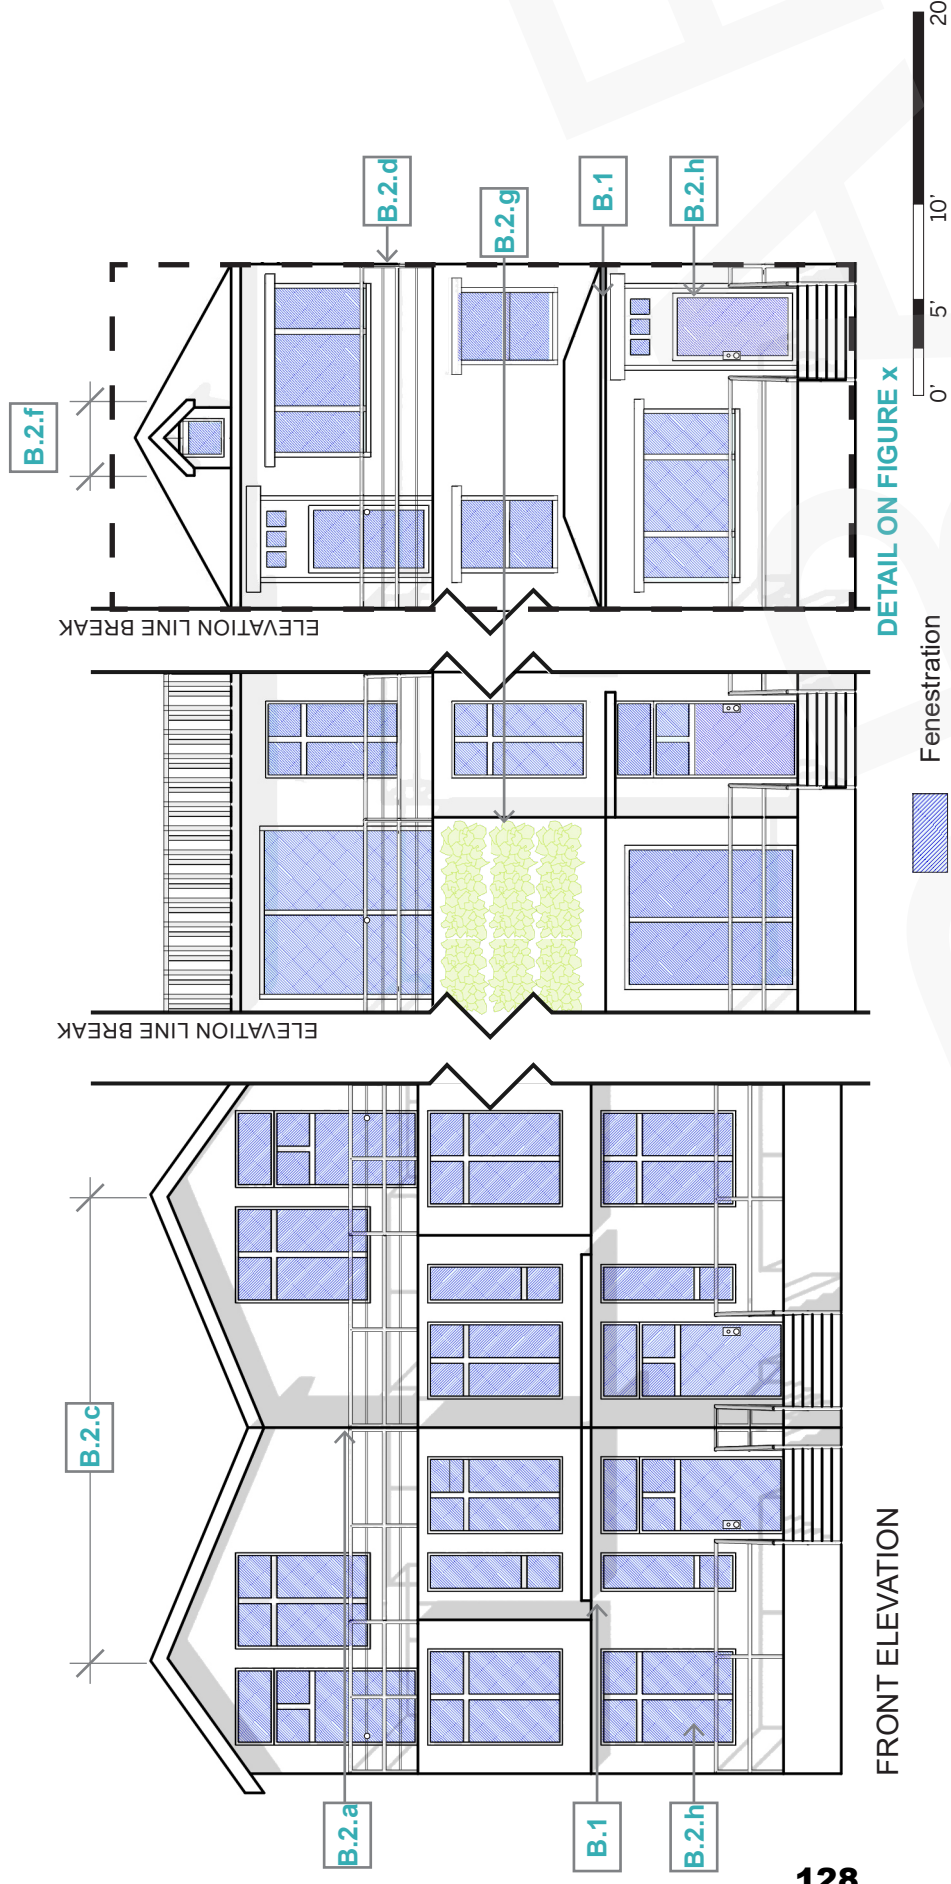 B.2.c
B.2.f
ELEVATION LINE BREAK
ELEVATION LINE BREAK
B.2.a
B.2.d
B.2.g
B.1
B.1
B.2.h
B.2.h
FRONT ELEVATION
DETAIL ON FIGURE x
Fenestration
0' 5' 10' 20
128